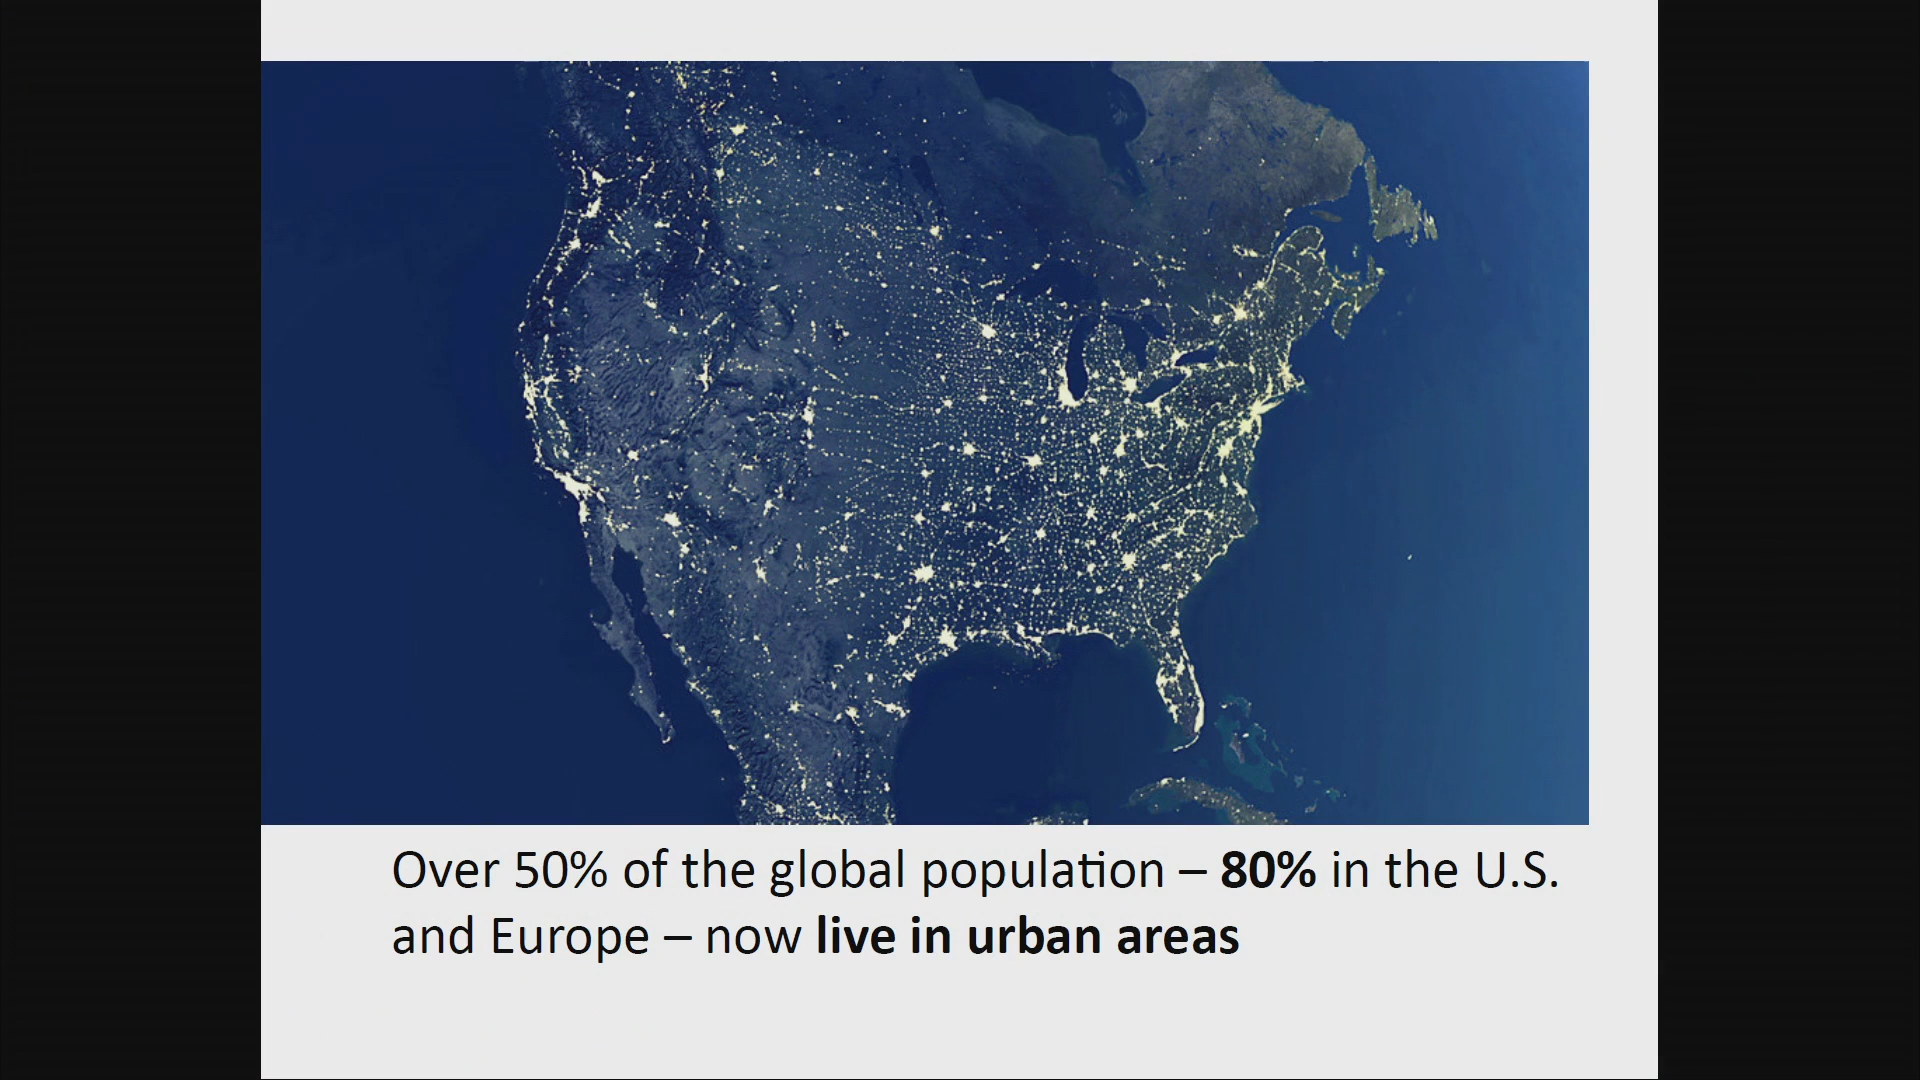 Over 50% of the global population – 80% in the U.S.
and Europe – now live in urban areas